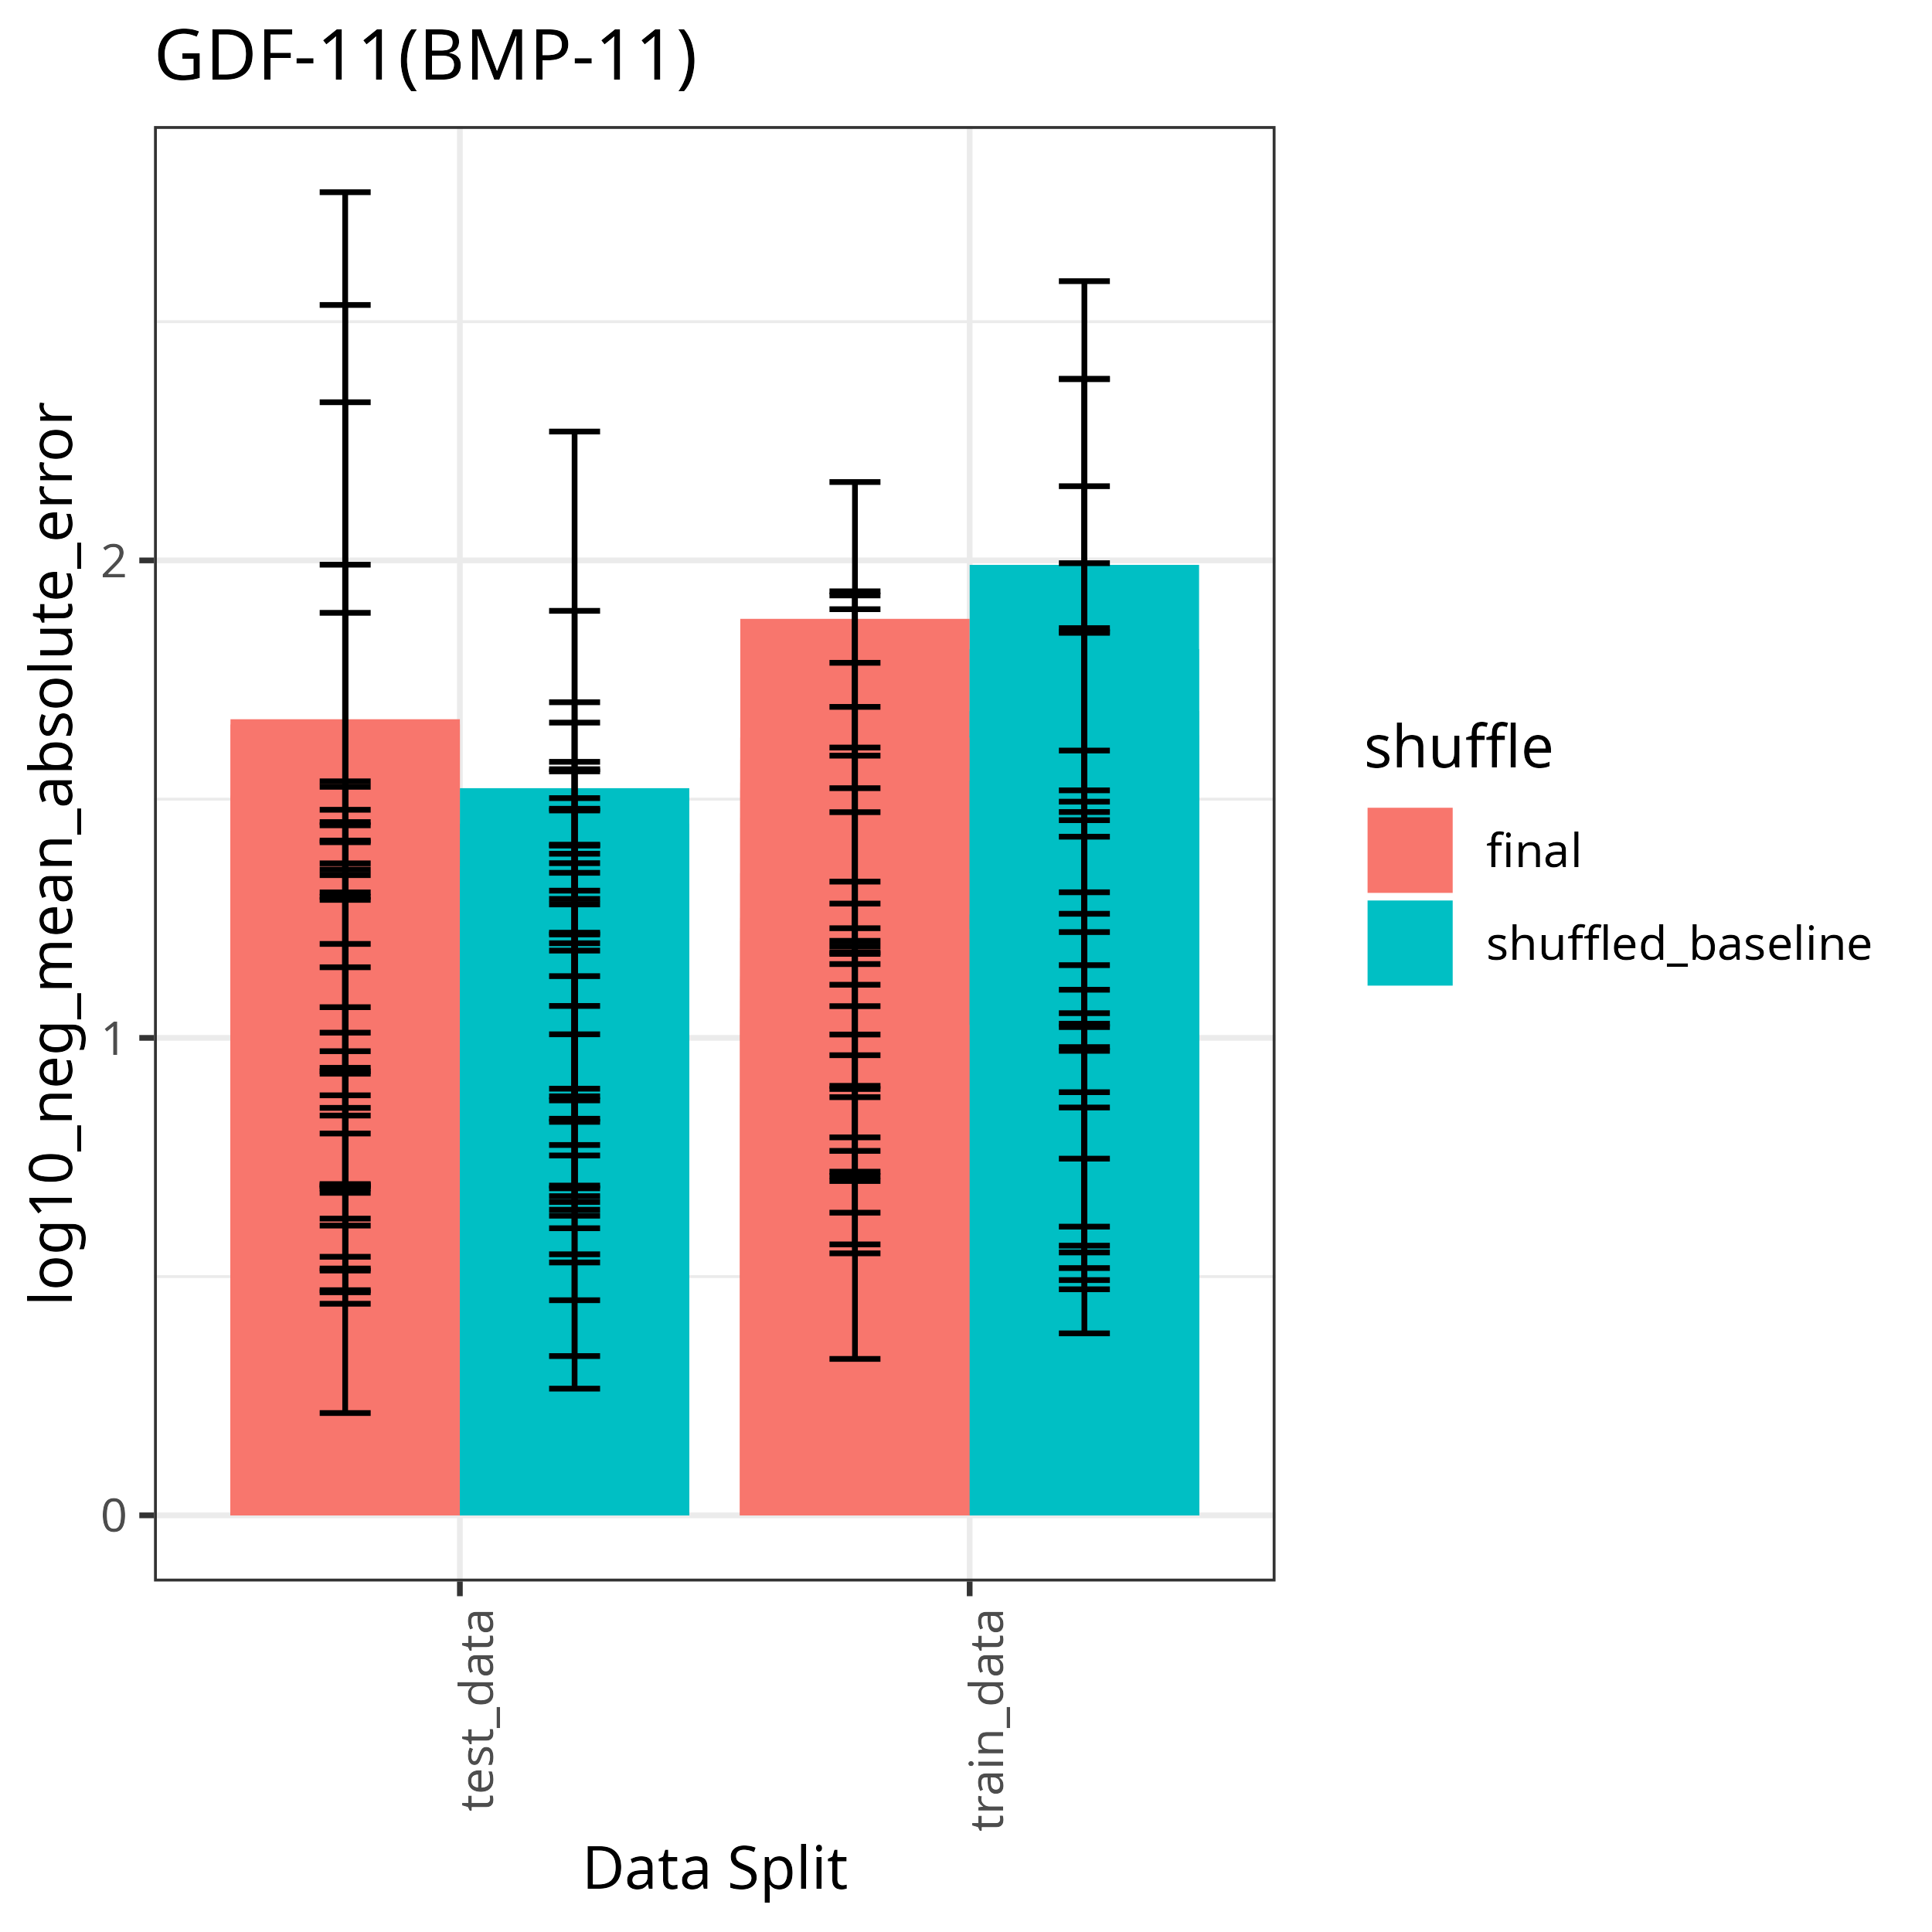 GDF-11(BMP-11)
log10_neg_mean_absolute_error
2
1
0
test_data
train_data
Data Split
shuffle
final
shuffled_baseline